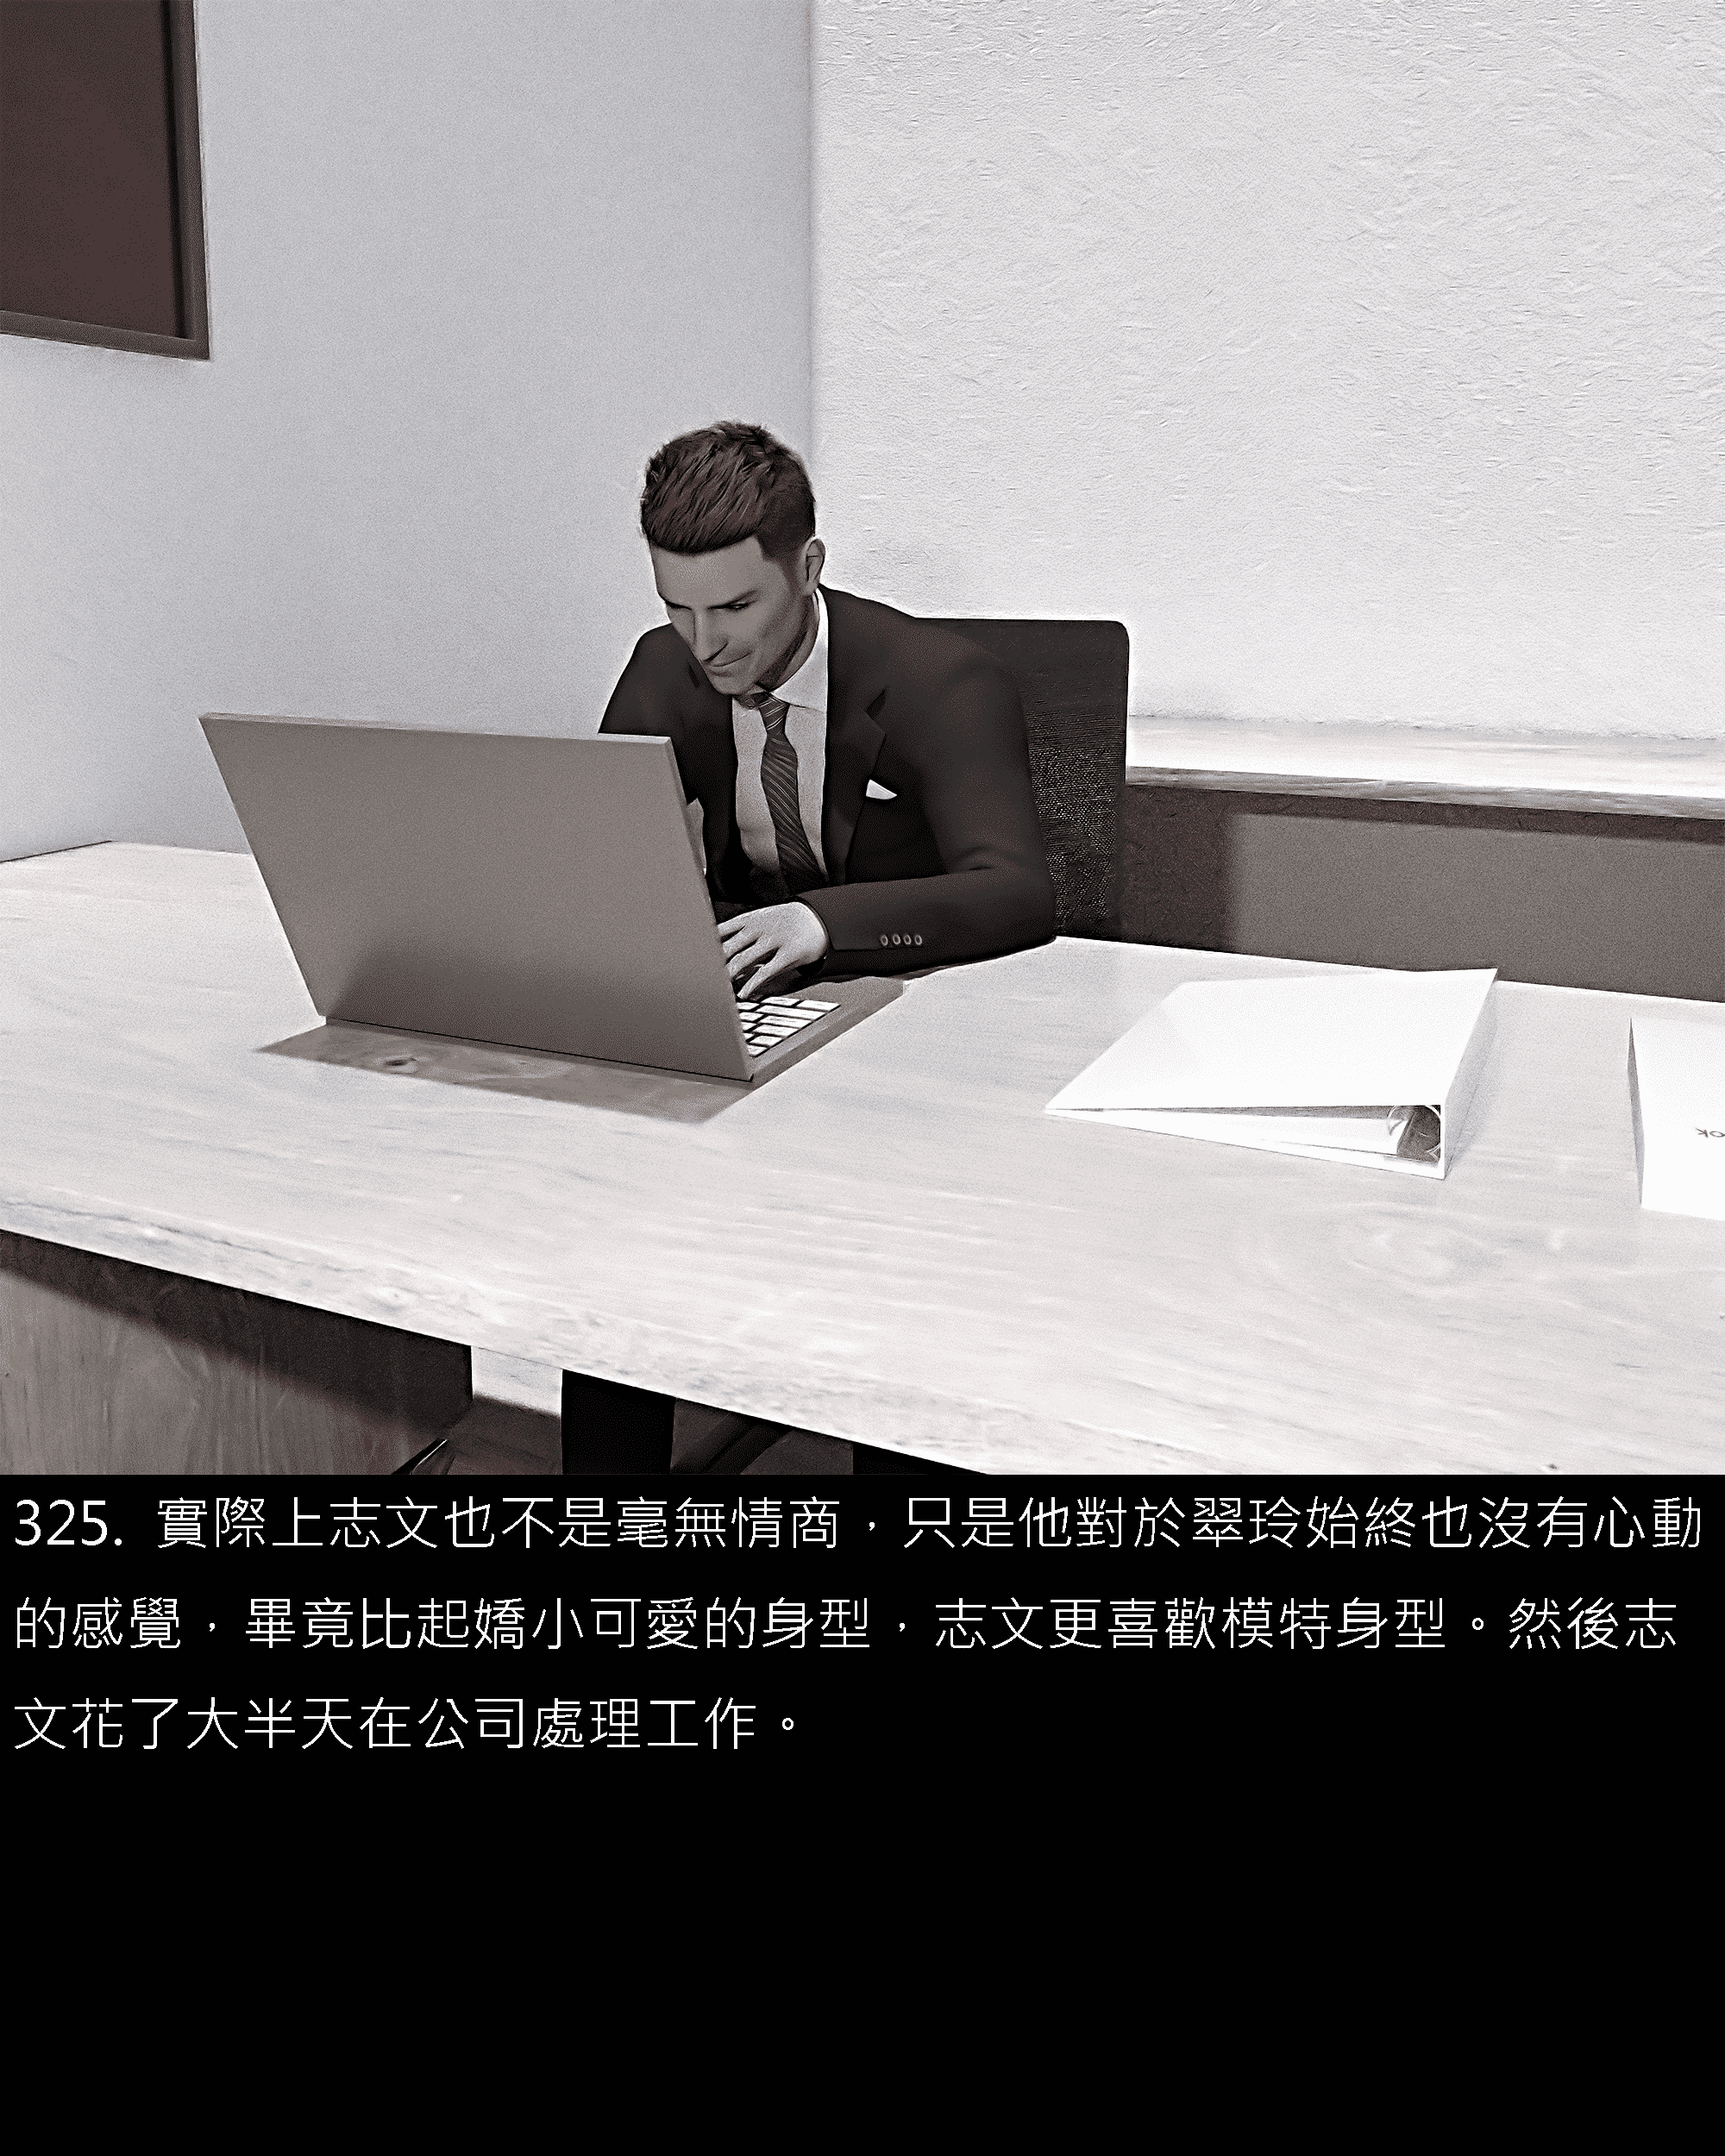 325. 實際上志文也不是毫無情商，只是他對於翠玲始終也沒有心動
的感覺，畢竟比起嬌小可愛的身型，志文更喜歡模特身型。然後志
文花了大半天在公司處理工作。